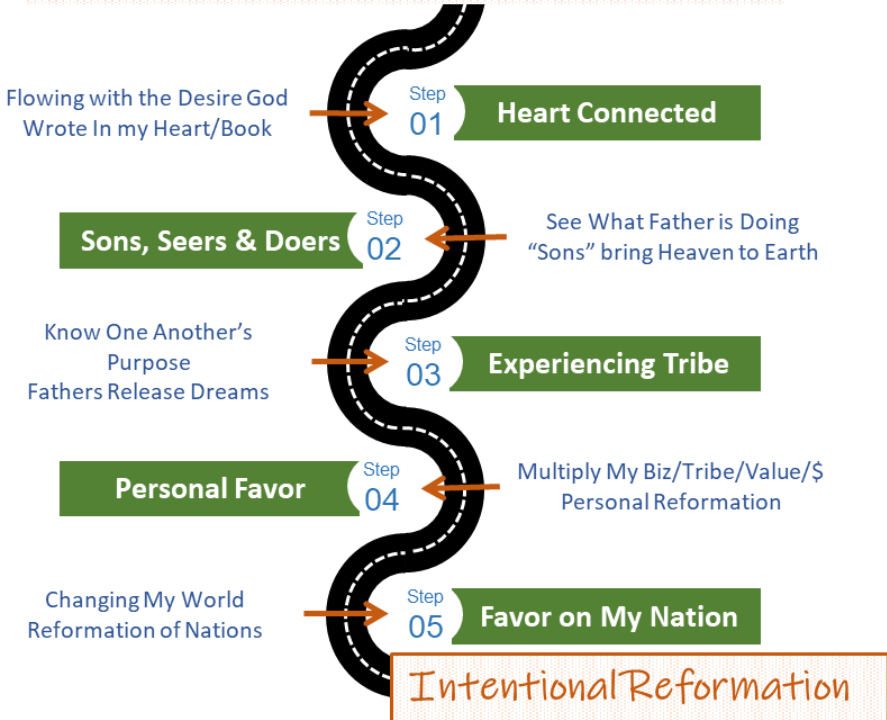 Flowing with the Desire God
Wrote In my Heart/Book
Step
01
Heart Connected
Sons, Seers & Doers
Step
02
See What Father is Doing
“Sons” bring Heaven to Earth
Know One Another’s
Purpose
Fathers Release Dreams
Step
03
Experiencing Tribe
Personal Favor
Step
04
Multiply My Biz/Tribe/Value/$
Personal Reformation
Changing My World
Reformation of Nations
Step
05
Favor on My Nation
Intentional Reformation